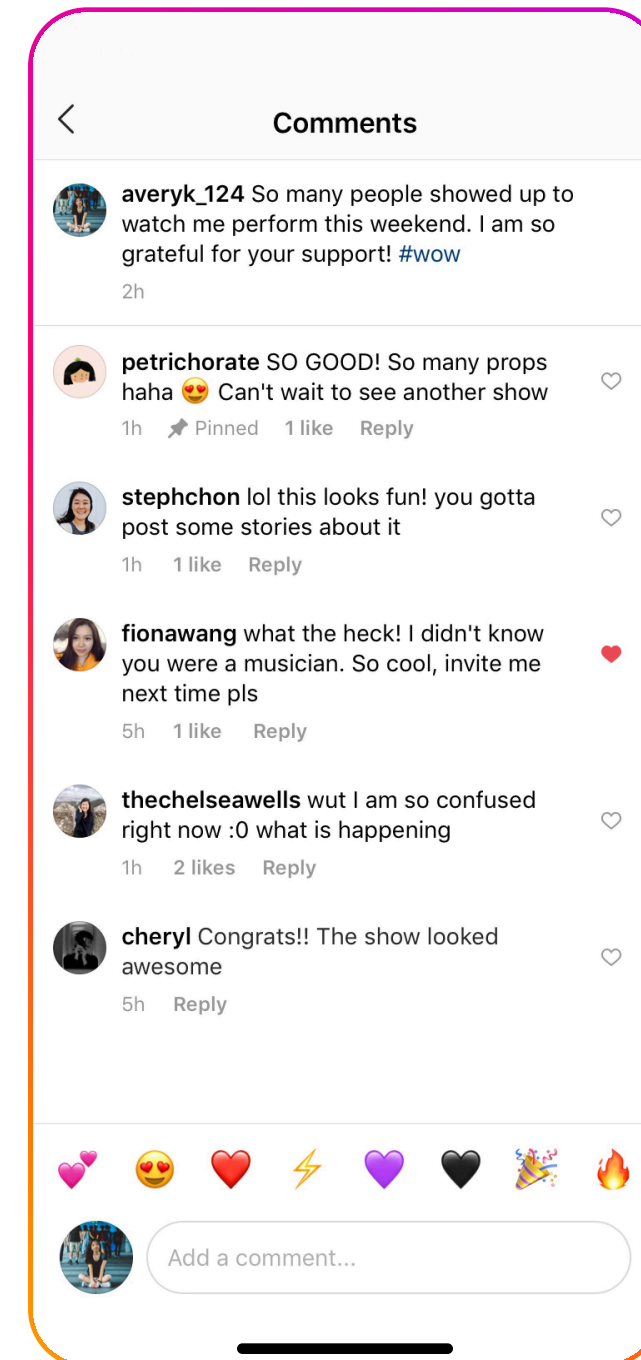 Comments
averyk_124 So many people showed up to
watch me perform this weekend. I am so
grateful for your support! #wow
2h
petrichorate SO GOOD! So many props
haha 😍 Can't wait to see another show
1h Pinned 1 like Reply
stephchon lol this looks fun! you gotta
post some stories about it
1h 1 like Reply
fionawang what the heck! I didn't know
you were a musician. So cool, invite me
next time pls
5h 1 like Reply
thechelseawells wut I am so confused
right now :0 what is happening
1h 2 likes Reply
cheryl Congrats!! The show looked
awesome
5h Reply
Add a comment...